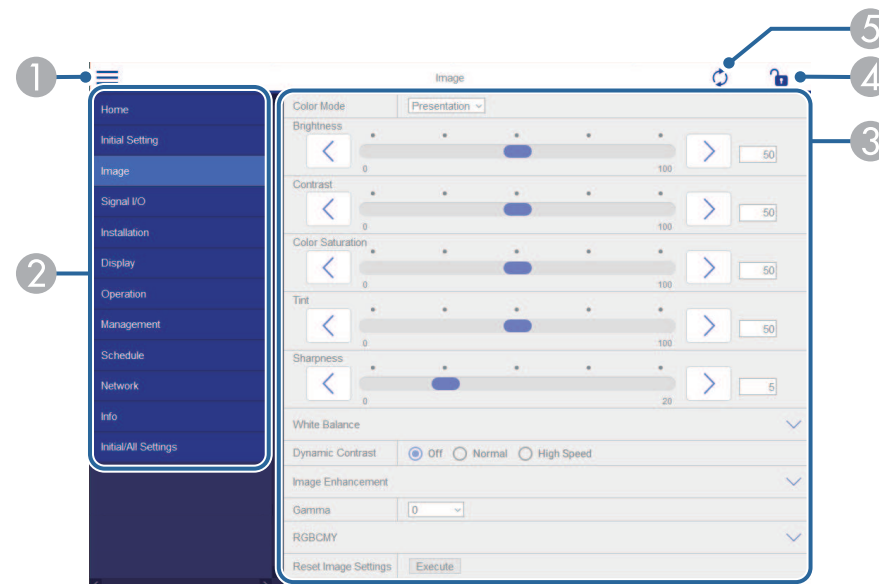 5
1
Image
4
Home
Color Mode
Presentation
Brightness
3
Initial Setting
0
100
50
Image
Contrast
Signal I/O
0
100
50
Installation
Color Saturation
Display
2
0
100
50
Operation
Tint
Management
0
100
50
Schedule
Sharpness
Network
0
20
5
Info
White Balance
Initial/All Settings
Dynamic Contrast
Off Normal High Speed
Image Enhancement
Gamma
0
RGBCMY
Reset Image Settings
Execute